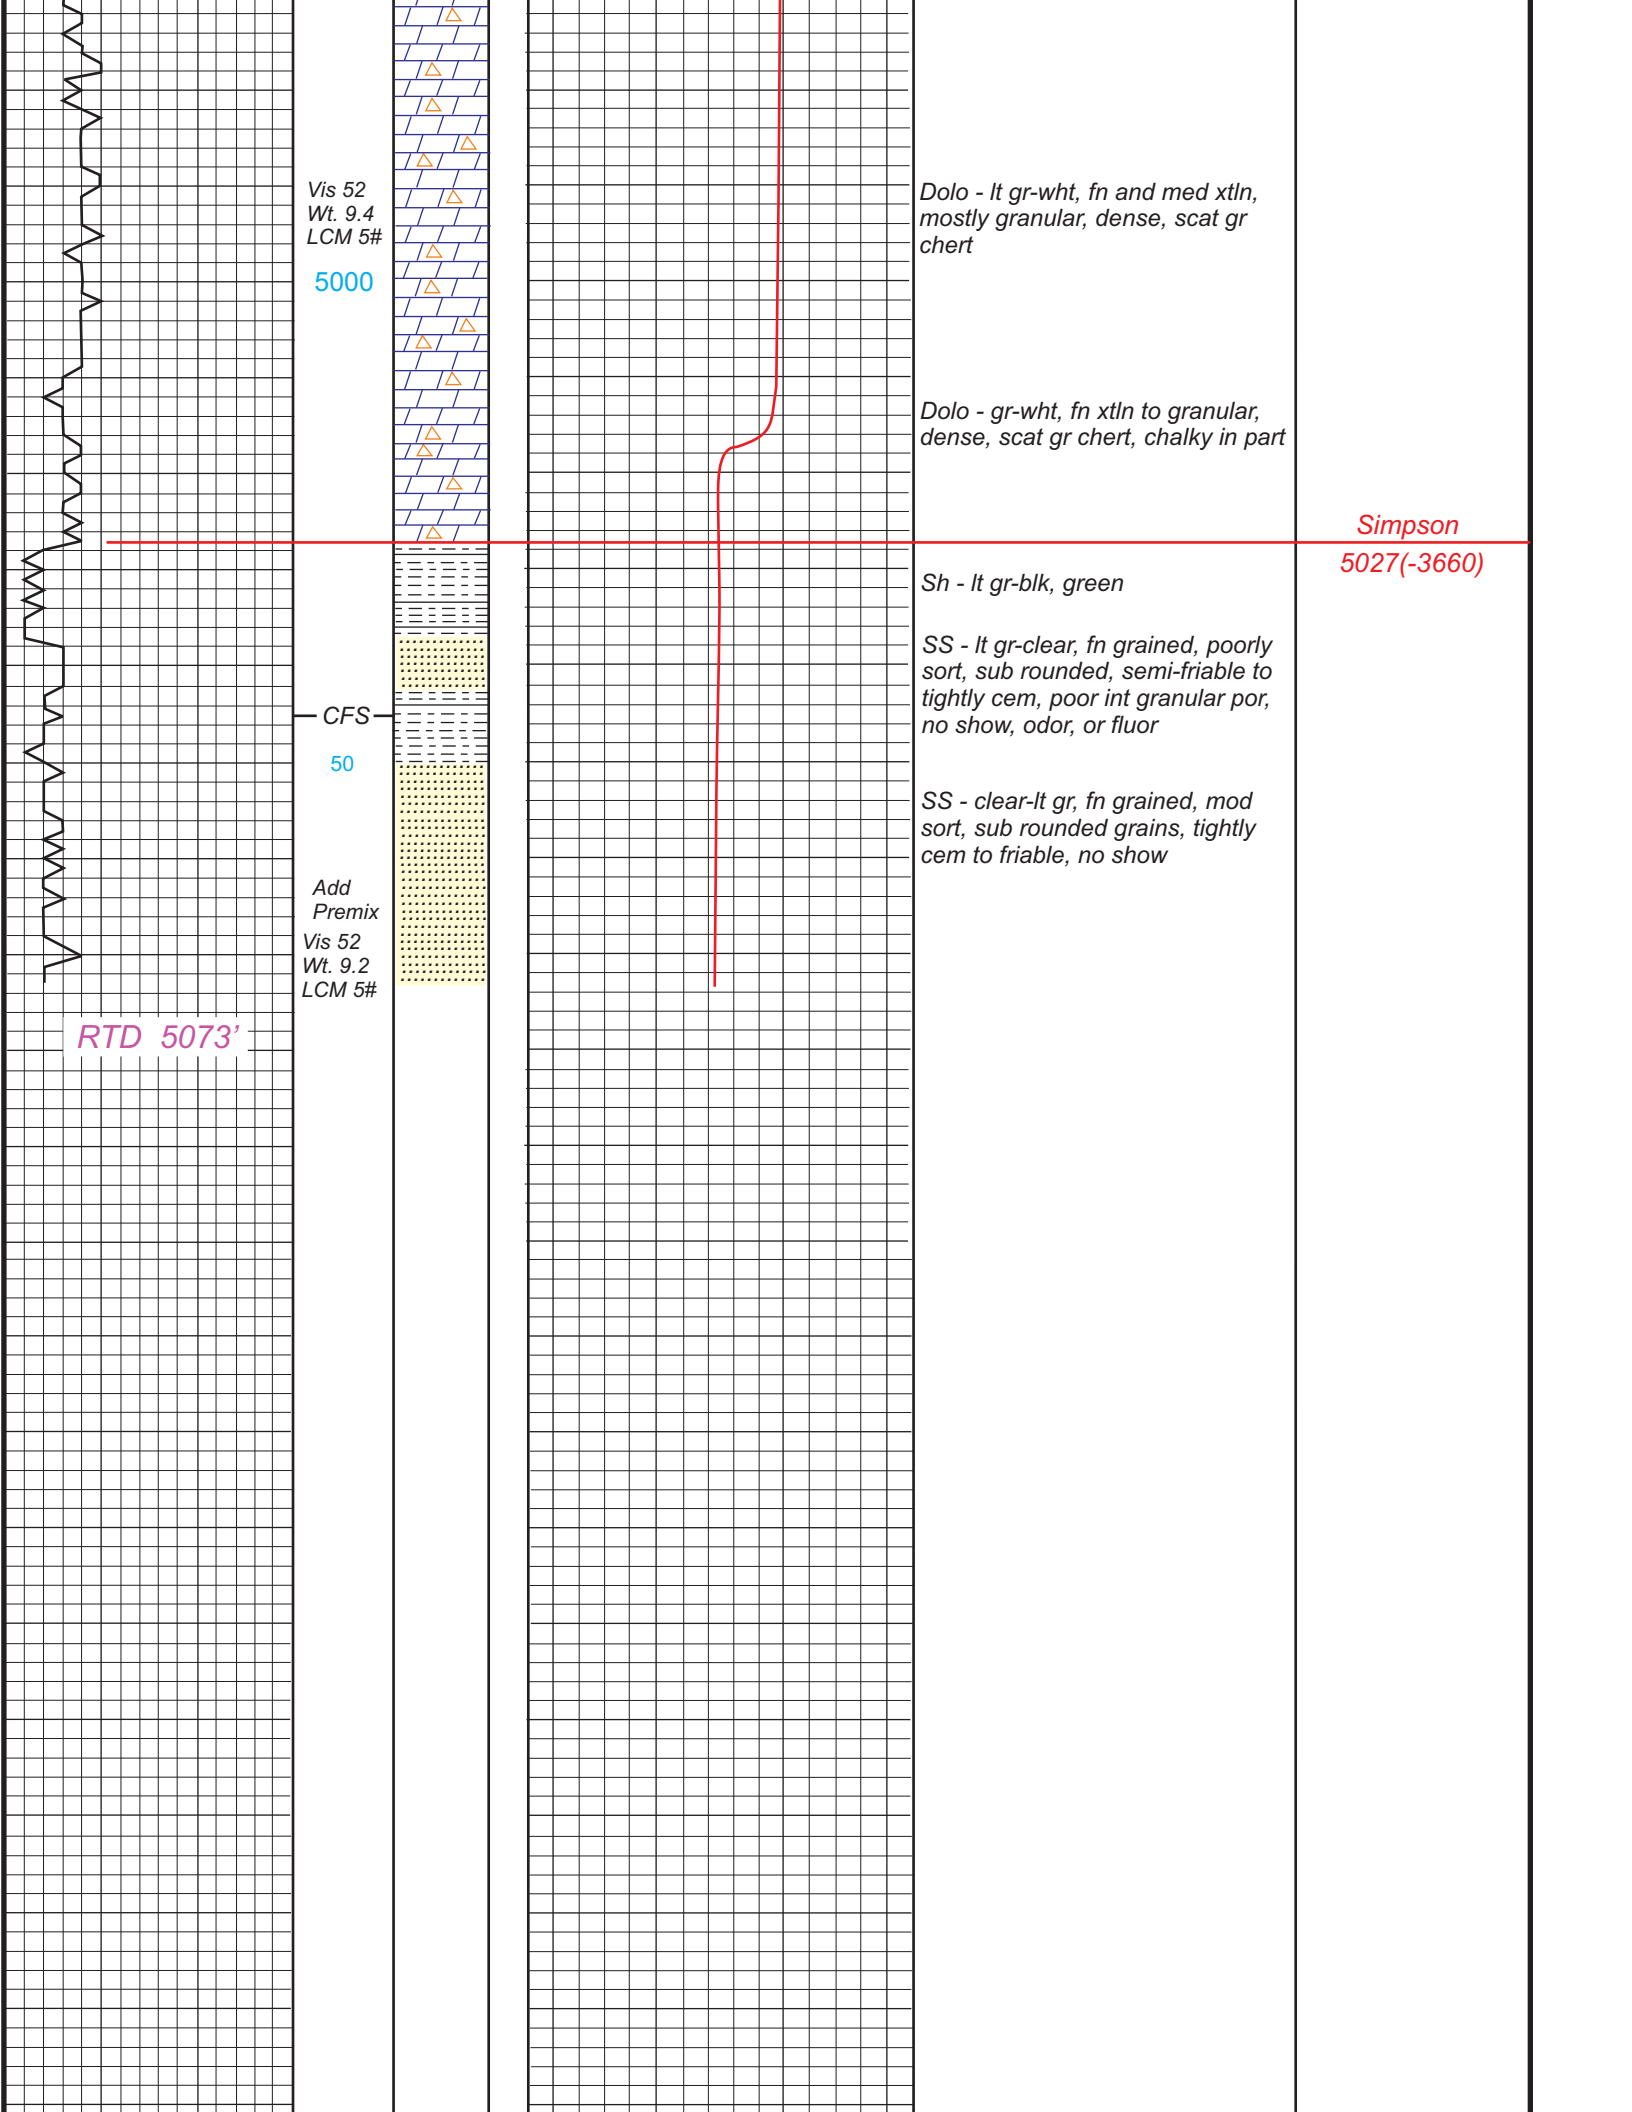 Vis 52
Wt. 9.4
LCM 5#
5000
Dolo - lt gr-wht, fn and med xtln,
mostly granular, dense, scat gr
chert
Dolo - gr-wht, fn xtln to granular,
dense, scat gr chert, chalky in part
Simpson
5027(-3660)
Sh - lt gr-blk, green
SS - lt gr-clear, fn grained, poorly
sort, sub rounded, semi-friable to
tightly cem, poor int granular por,
no show, odor, or fluor
CFS
50
SS - clear-lt gr, fn grained, mod
sort, sub rounded grains, tightly
cem to friable, no show
Add
Premix
Vis 52
Wt. 9.2
LCM 5#
RTD 5073’